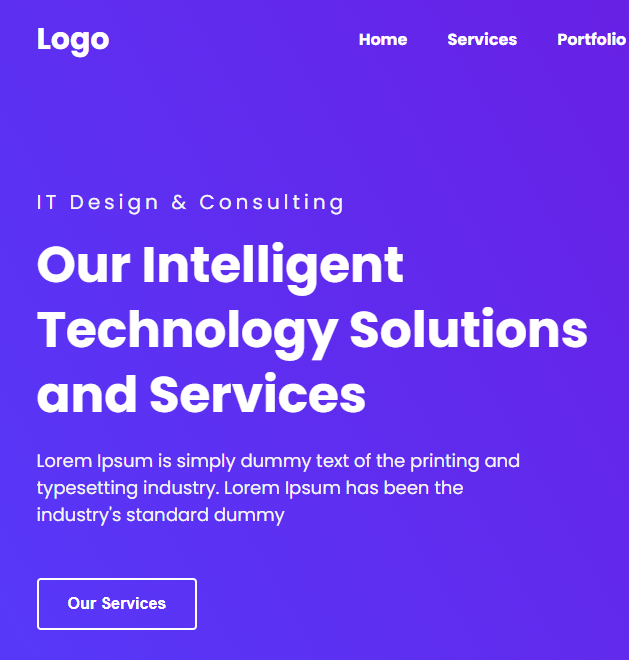 Logo
Home Services Portfolio
IT Design & Consulting
Our Intelligent
Technology Solutions
and Services
Lorem Ipsum is simply dummy text of the printing and
typesetting industry. Lorem Ipsum has been the
industry's standard dummy
Our Services